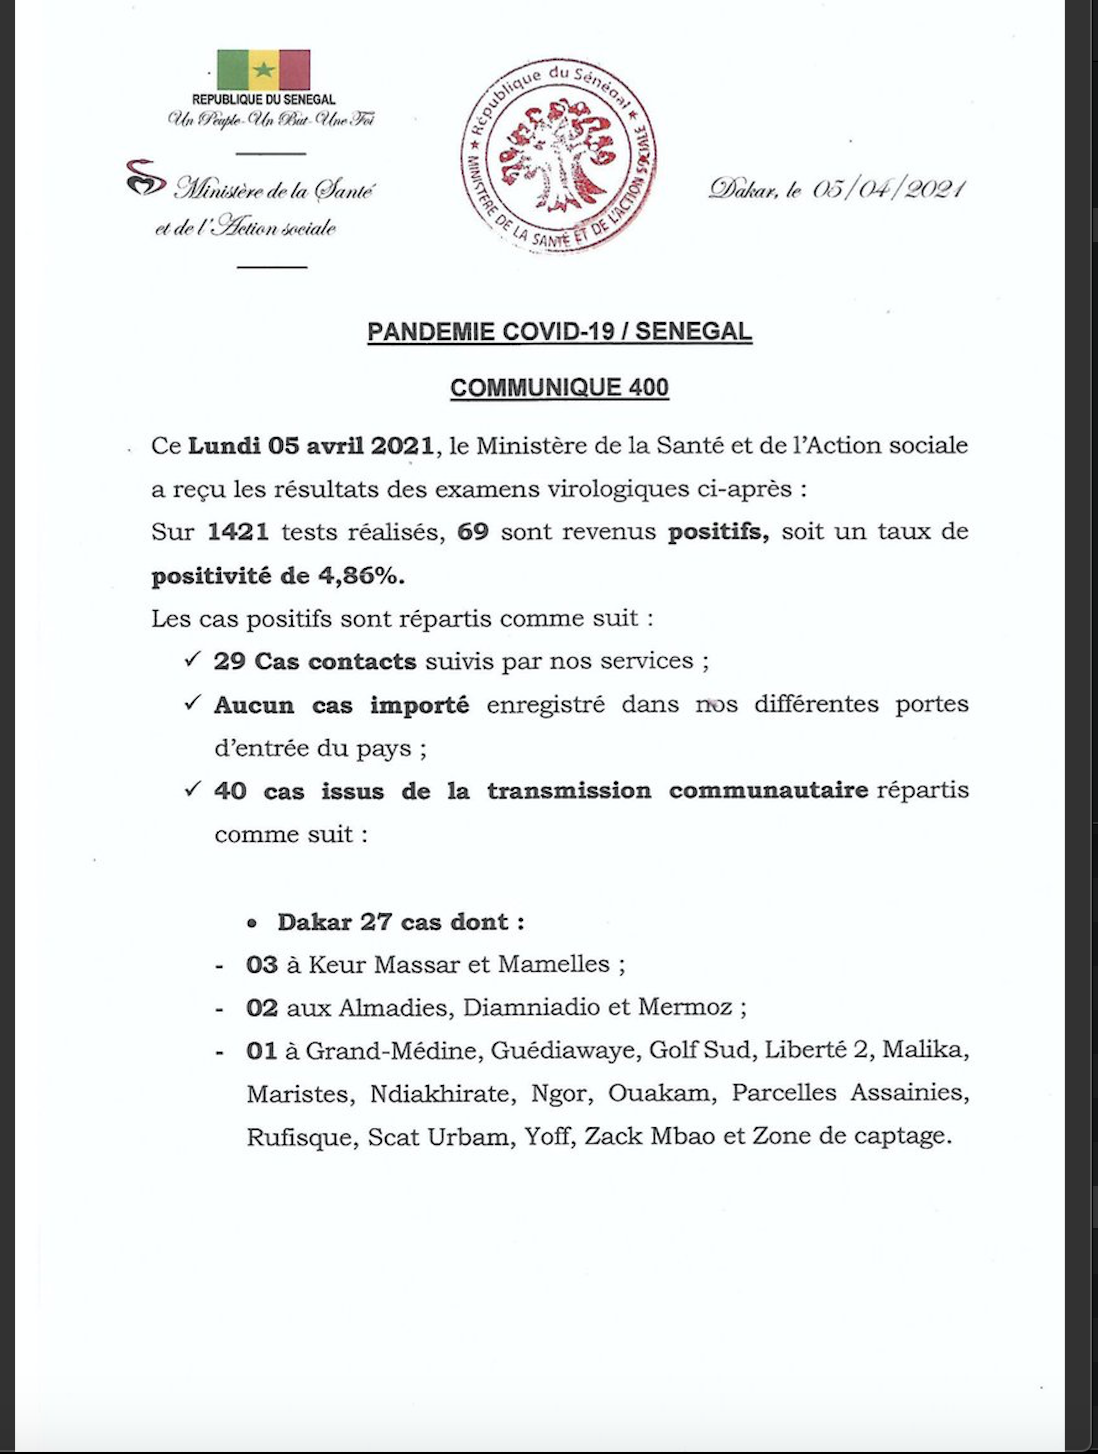 REPUBLIQUE DU SENEGAL
Un Peuple-Un But-Une Foi
Ministère de la Santé
et de l'Action sociale
★ République du Sénégal ★
MINISTÈRE DE LA SANTÉ ET DE L'ACTION SOCIALE
Dakar, le 05/04/2021
PANDEMIE COVID-19 / SENEGAL
COMMUNIQUE 400
Ce Lundi 05 avril 2021, le Ministère de la Santé et de l'Action sociale
a reçu les résultats des examens virologiques ci-après :
Sur 1421 tests réalisés, 69 sont revenus positifs, soit un taux de
positivité de 4,86%.
Les cas positifs sont répartis comme suit :
✓ 29 Cas contacts suivis par nos services ;
✓ Aucun cas importé enregistré dans nos différentes portes
d'entrée du pays ;
✓ 40 cas issus de la transmission communautaire répartis
comme suit :
• Dakar 27 cas dont :
- 03 à Keur Massar et Mamelles ;
- 02 aux Almadies, Diamniadio et Mermoz ;
- 01 à Grand-Médine, Guédiawaye, Golf Sud, Liberté 2, Malika,
Maristes, Ndiakhirate, Ngor, Ouakam, Parcelles Assainies,
Rufisque, Scat Urbam, Yoff, Zack Mbao et Zone de captage.